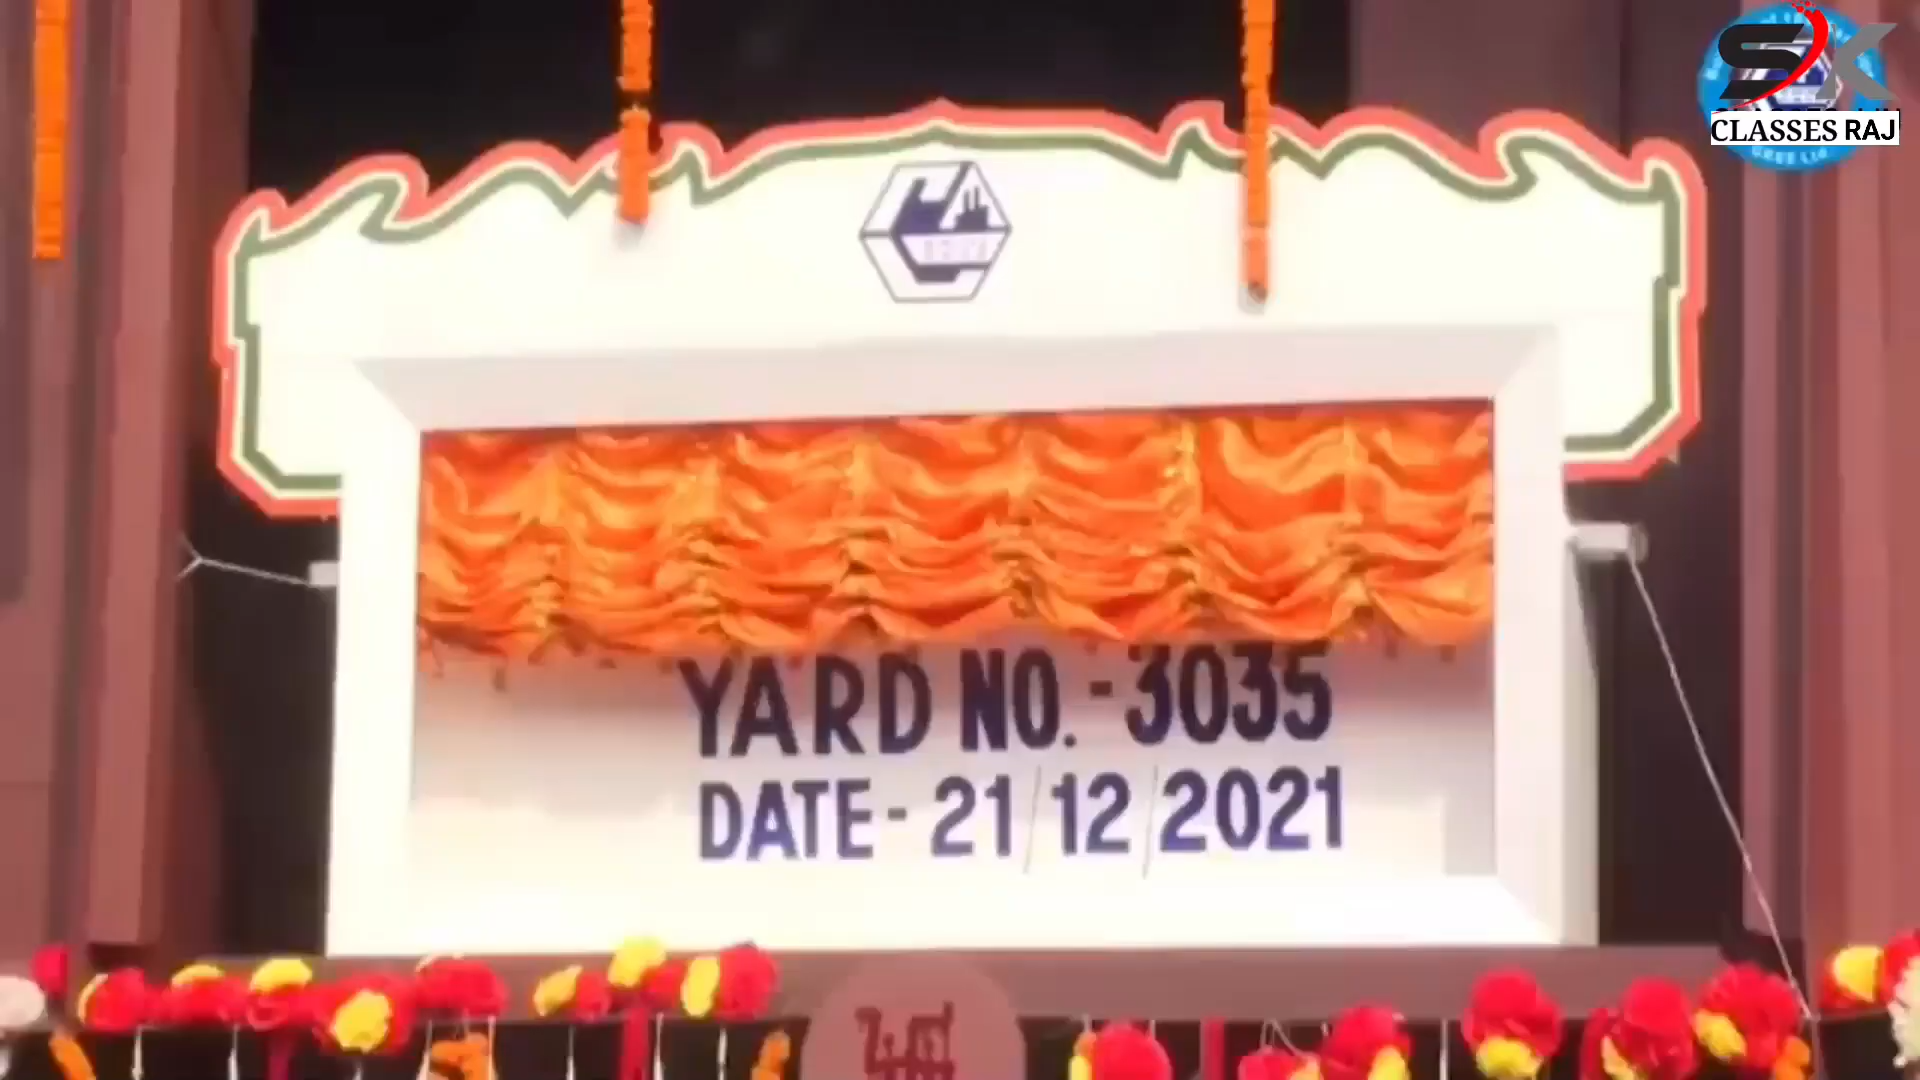 CLASSES RAJ
YARD NO. - 3035
DATE - 21/12/2021